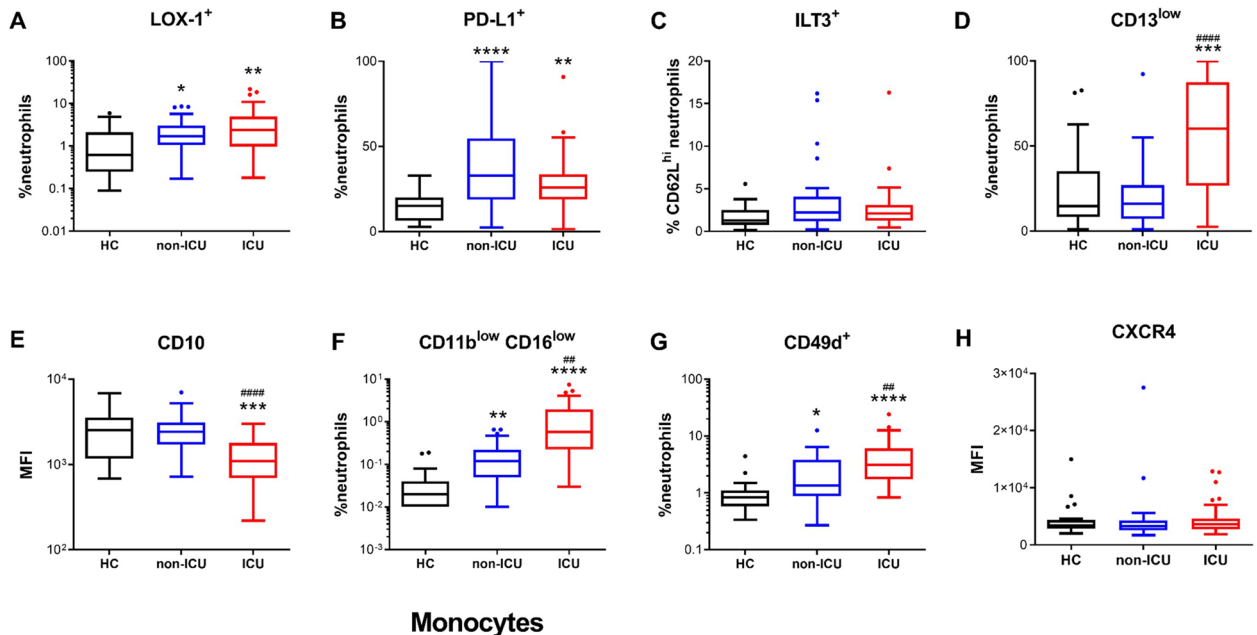 A LOX-1+
* **
%neutrophils
100
10
1
0.1
0.01
HC non-ICU ICU
B PD-L1+
**** **
%neutrophils
100
50
0
HC non-ICU ICU
C ILT3+
% CD62Lhi neutrophils
20
15
10
5
0
HC non-ICU ICU
D CD13low
####
***
%neutrophils
100
50
0
HC non-ICU ICU
E CD10
####
***
MFI
10⁴
10³
10²
HC non-ICU ICU
F CD11blow CD16low
##
** ****
%neutrophils
10¹
10⁰
10⁻¹
10⁻²
10⁻³
HC non-ICU ICU
G CD49d+
##
* ****
%neutrophils
100
10
1
0.1
HC non-ICU ICU
H CXCR4
MFI
3×10⁴
2×10⁴
1×10⁴
0
HC non-ICU ICU
Monocytes